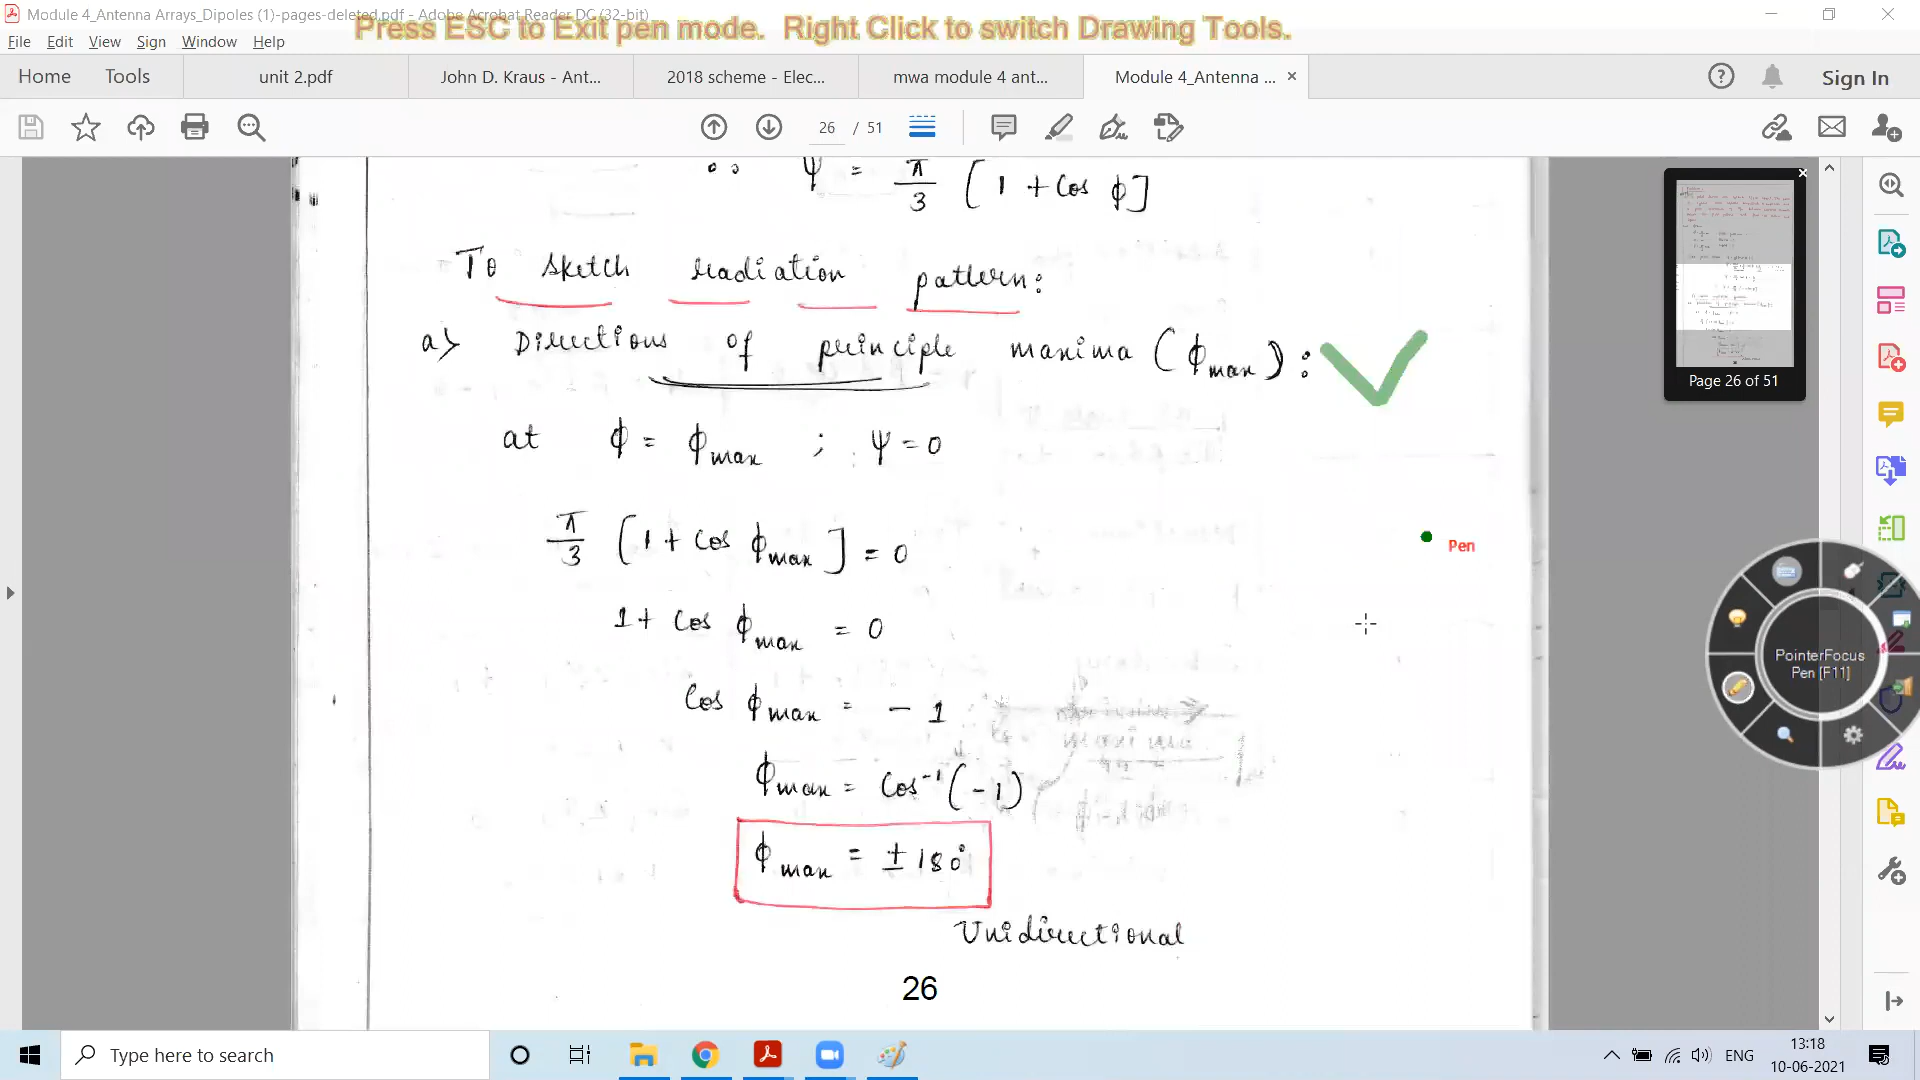 Module 4_Antenna Arrays_Dipoles (1)-pages-deleted.pdf - Adobe Acrobat Reader DC (32-bit)
Press ESC to Exit pen mode. Right Click to switch Drawing Tools.
File Edit View Sign Window Help
Home Tools unit 2.pdf John D. Kraus - Ant... 2018 scheme - Elec... mwa module 4 ant... Module 4_Antenna ... × Sign In
26 / 51
∴ ψ = π/3 [1 + Cos ϕ]
To sketch radiation pattern:
a> Directions of principle maxima (ϕmax):
at ϕ = ϕmax ; ψ = 0
π/3 [1 + Cos ϕmax] = 0
1 + Cos ϕmax = 0
Cos ϕmax = - 1
ϕmax = Cos⁻¹(-1)
ϕmax = ± 180°
Unidirectional
26
Page 26 of 51
Pen
PointerFocus
Pen [F11]
Type here to search
ENG
13:18
10-06-2021